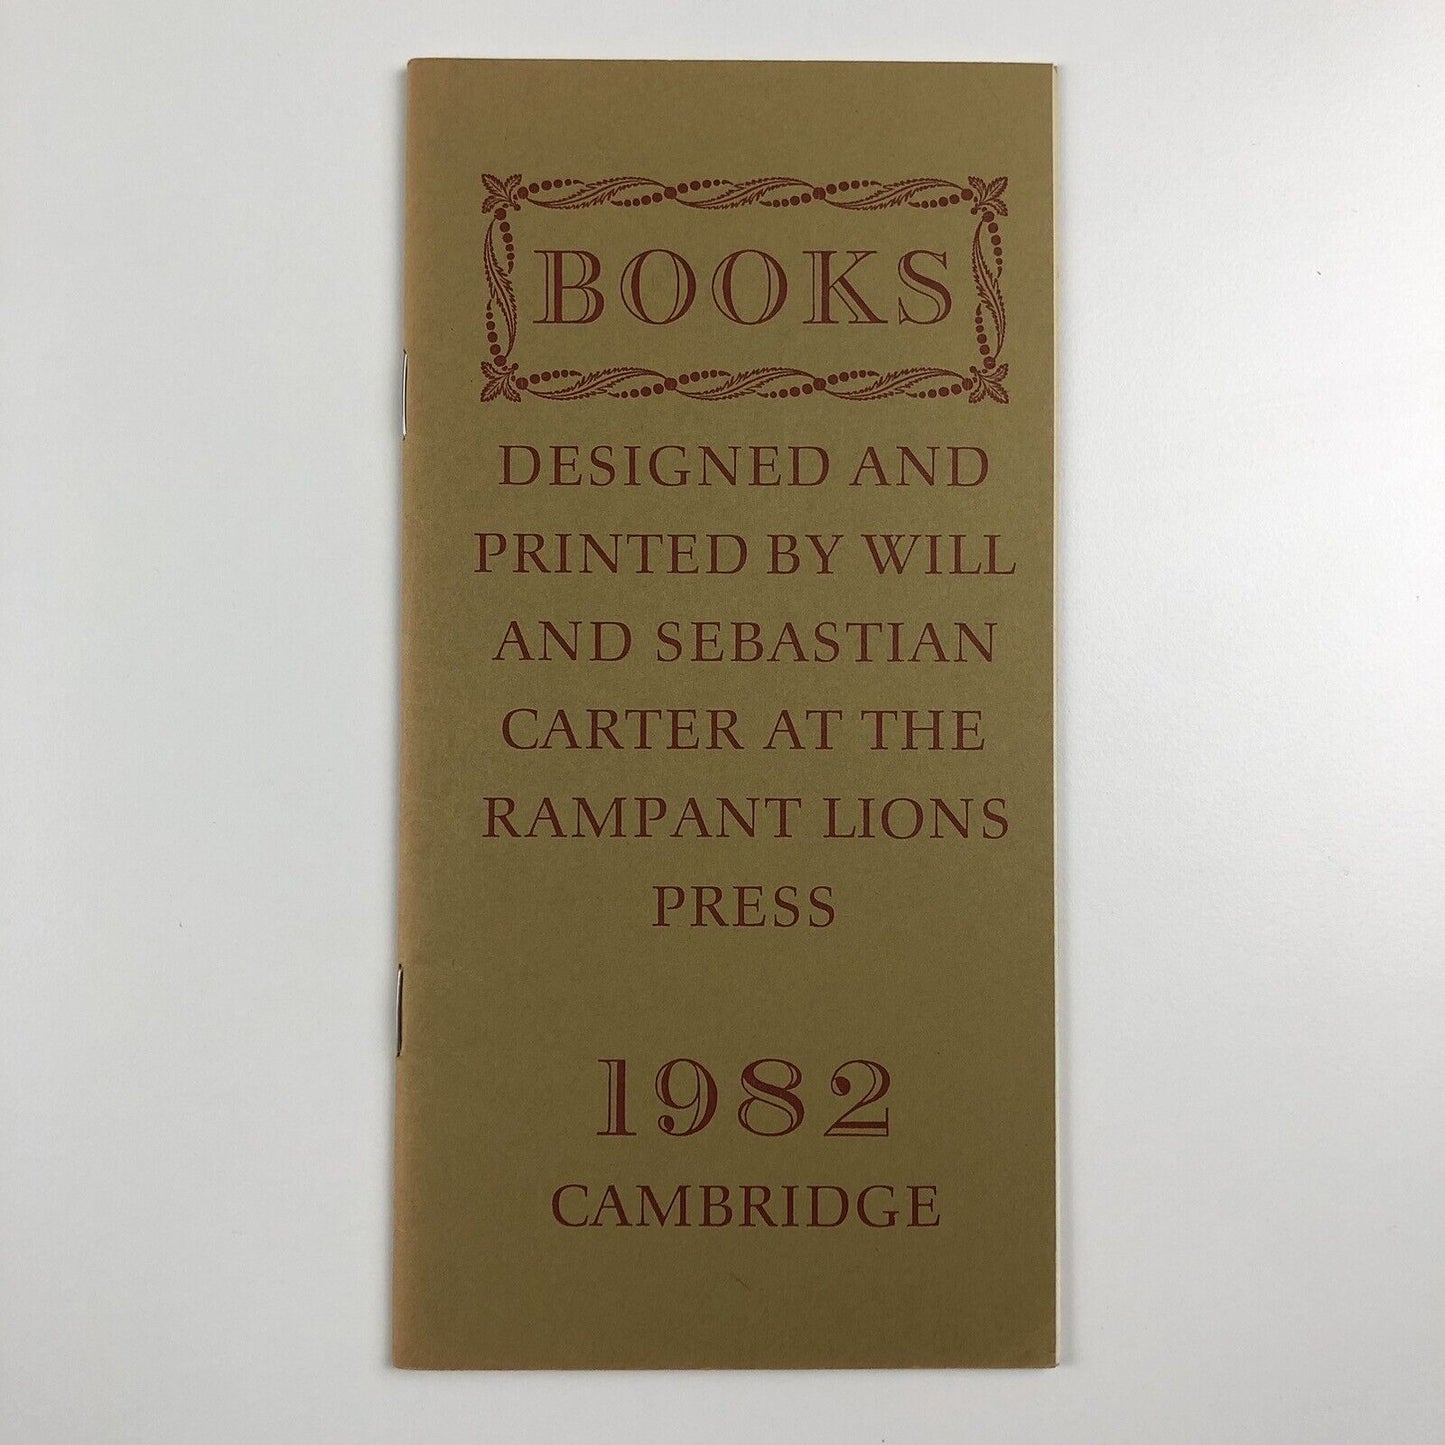 BOOKS
DESIGNED AND
PRINTED BY WILL
AND SEBASTIAN
CARTER AT THE
RAMPANT LIONS
PRESS
1982
CAMBRIDGE